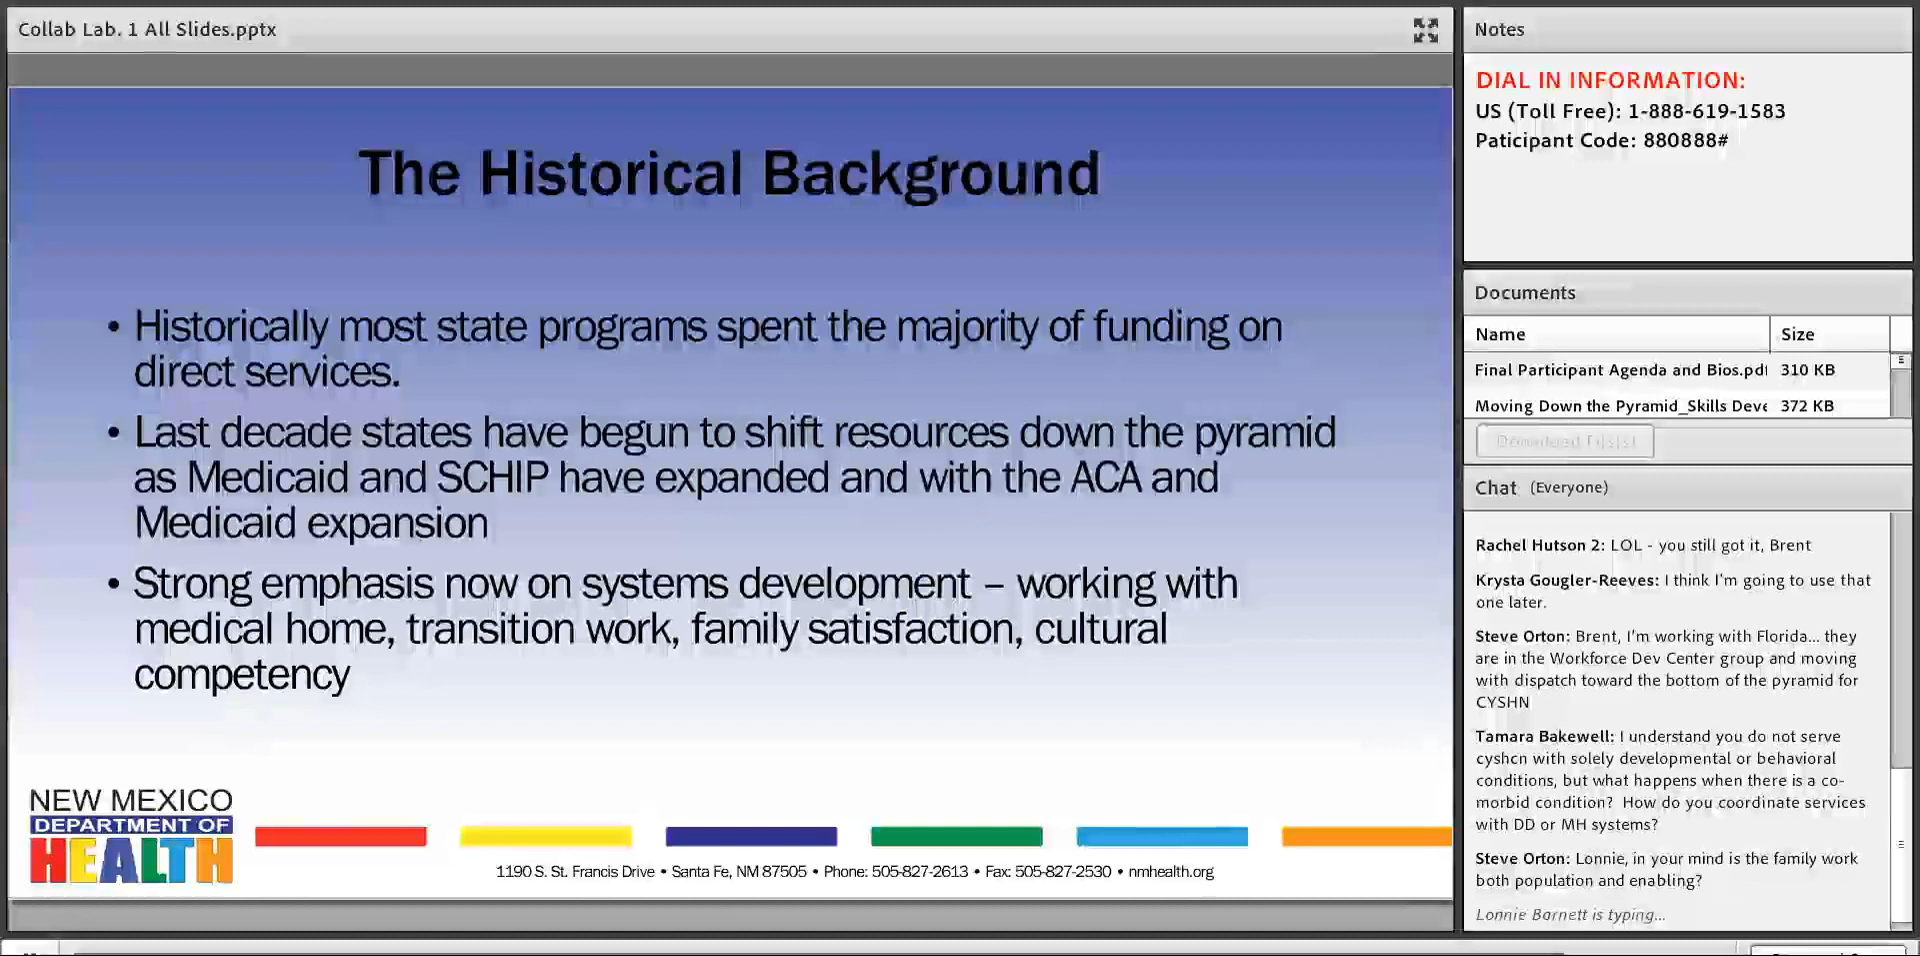 Collab Lab. 1 All Slides.pptx
The Historical Background
• Historically most state programs spent the majority of funding on
direct services.
• Last decade states have begun to shift resources down the pyramid
as Medicaid and SCHIP have expanded and with the ACA and
Medicaid expansion
• Strong emphasis now on systems development – working with
medical home, transition work, family satisfaction, cultural
competency
NEW MEXICO
DEPARTMENT OF
HEALTH
1190 S. St. Francis Drive • Santa Fe, NM 87505 • Phone: 505-827-2613 • Fax: 505-827-2530 • nmhealth.org
Notes
DIAL IN INFORMATION:
US (Toll Free): 1-888-619-1583
Paticipant Code: 880888#
Documents
Name Size
Final Participant Agenda and Bios.pdf 310 KB
Moving Down the Pyramid_Skills Deve 372 KB
Download File(s)
Chat (Everyone)
Rachel Hutson 2: LOL - you still got it, Brent
Krysta Gougler-Reeves: I think I'm going to use that
one later.
Steve Orton: Brent, I'm working with Florida... they
are in the Workforce Dev Center group and moving
with dispatch toward the bottom of the pyramid for
CYSHN
Tamara Bakewell: I understand you do not serve
cyshcn with solely developmental or behavioral
conditions, but what happens when there is a co-
morbid condition? How do you coordinate services
with DD or MH systems?
Steve Orton: Lonnie, in your mind is the family work
both population and enabling?
Lonnie Barnett is typing...